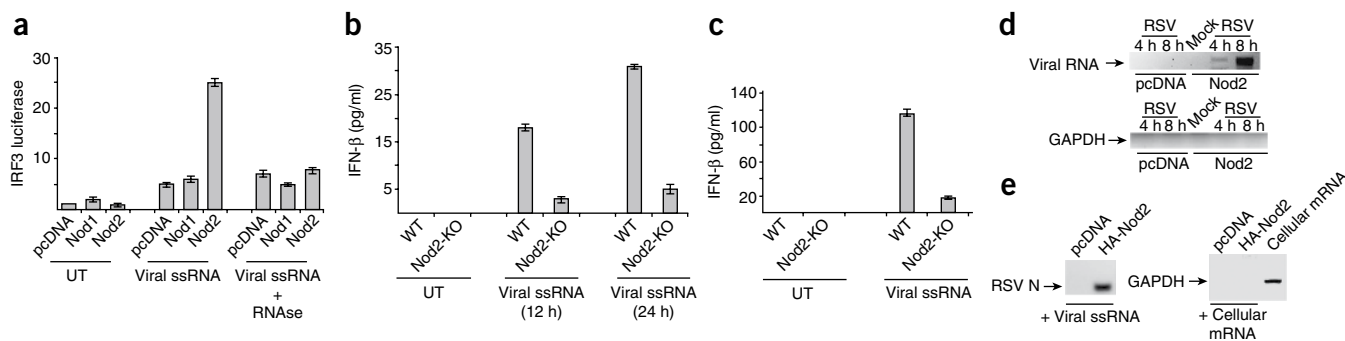 a
30
20
10
IRF3 luciferase
pcDNA
Nod1
Nod2
pcDNA
Nod1
Nod2
pcDNA
Nod1
Nod2
UT
Viral ssRNA
Viral ssRNA
+
RNAse
b
35
25
15
5
IFN-β (pg/ml)
WT
Nod2-KO
WT
Nod2-KO
WT
Nod2-KO
UT
Viral ssRNA
(12 h)
Viral ssRNA
(24 h)
c
140
100
60
20
IFN-β (pg/ml)
WT
Nod2-KO
WT
Nod2-KO
UT
Viral ssRNA
d
RSV Mock RSV
4 h 8 h 4 h 8 h
Viral RNA
pcDNA Nod2
RSV Mock RSV
4 h 8 h 4 h 8 h
GAPDH
pcDNA Nod2
e
pcDNA
HA-Nod2
RSV N
+ Viral ssRNA
pcDNA
HA-Nod2
Cellular mRNA
GAPDH
+ Cellular
mRNA